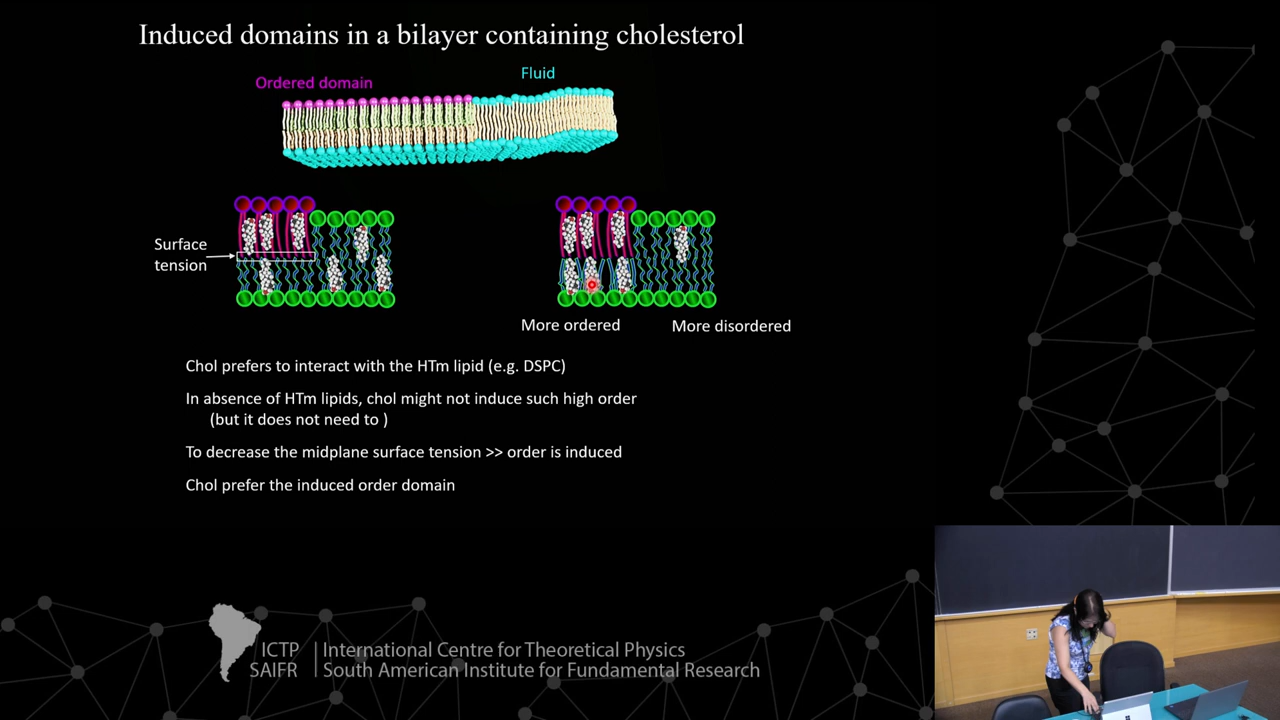 Induced domains in a bilayer containing cholesterol
Ordered domain
Fluid
Surface
tension
More ordered
More disordered
Chol prefers to interact with the HTm lipid (e.g. DSPC)
In absence of HTm lipids, chol might not induce such high order
(but it does not need to )
To decrease the midplane surface tension >> order is induced
Chol prefer the induced order domain
ICTP
SAIFR
International Centre for Theoretical Physics
South American Institute for Fundamental Research